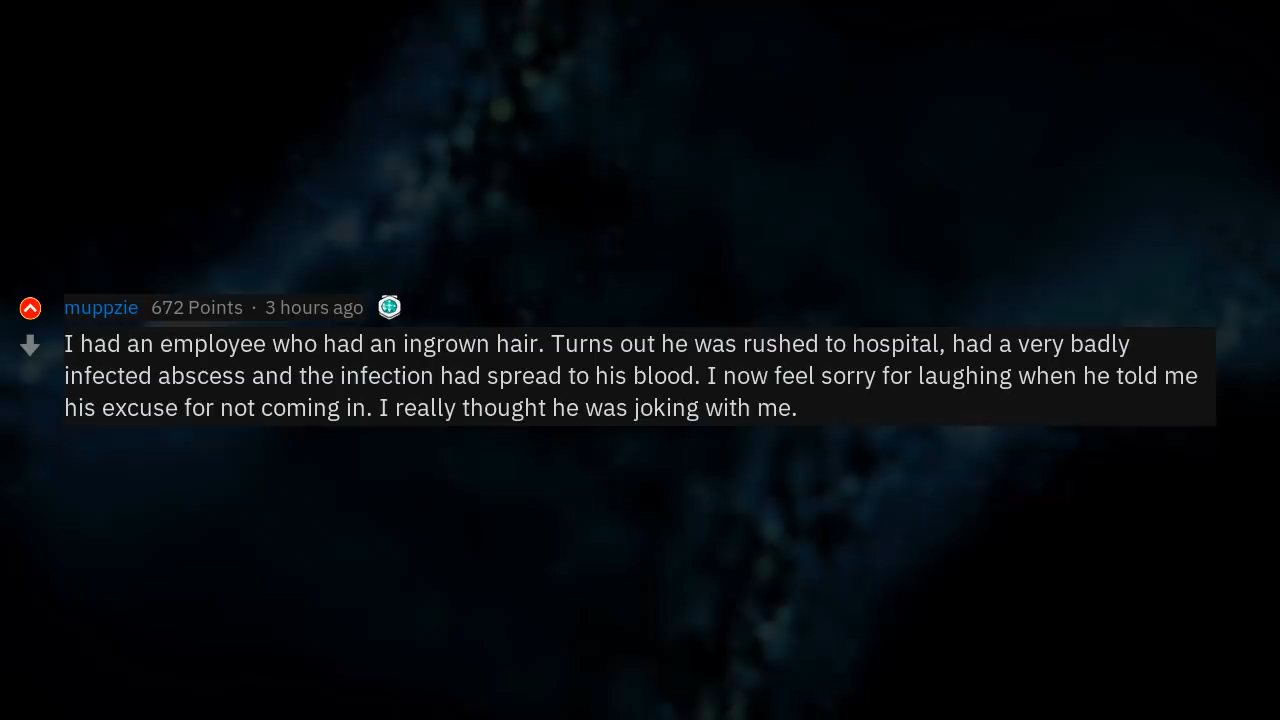 muppzie 672 Points · 3 hours ago
I had an employee who had an ingrown hair. Turns out he was rushed to hospital, had a very badly
infected abscess and the infection had spread to his blood. I now feel sorry for laughing when he told me
his excuse for not coming in. I really thought he was joking with me.